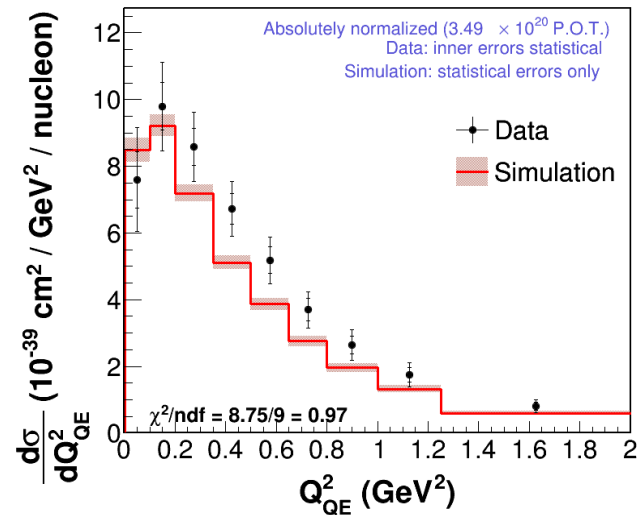 Absolutely normalized (3.49 × 10²⁰ P.O.T.)
Data: inner errors statistical
Simulation: statistical errors only
Data
Simulation
χ²/ndf = 8.75/9 = 0.97
dσ/dQ²_QE (10⁻³⁹ cm² / GeV² / nucleon)
12
10
8
6
4
2
0
0 0.2 0.4 0.6 0.8 1 1.2 1.4 1.6 1.8 2
Q²_QE (GeV²)